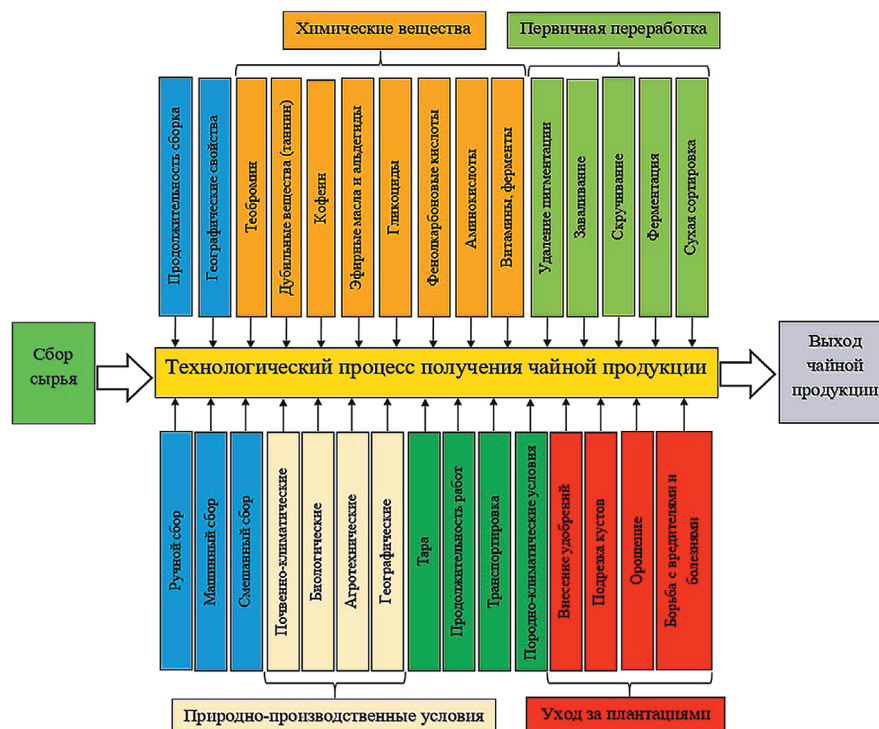 Химические вещества
Первичная переработка
Продолжительность сборка
Географические свойства
Теобромин
Дубильные вещества (таннин)
Кофеин
Эфирные масла и альдегиды
Гликоциды
Фенолкарбоновые кислоты
Аминокислоты
Витамины, ферменты
Удаление пигментации
Заваливание
Скручивание
Ферментация
Сухая сортировка
Сбор
сырья
Технологический процесс получения чайной продукции
Выход
чайной
продукции
Ручной сбор
Машинный сбор
Смешанный сбор
Почвенно-климатические
Биологические
Агротехнические
Географические
Тара
Продолжительность работ
Транспортировка
Породно-климатические условия
Внесение удобрений
Подрезка кустов
Орошение
Борьба с вредителями и
болезнями
Природно-производственные условия
Уход за плантациями